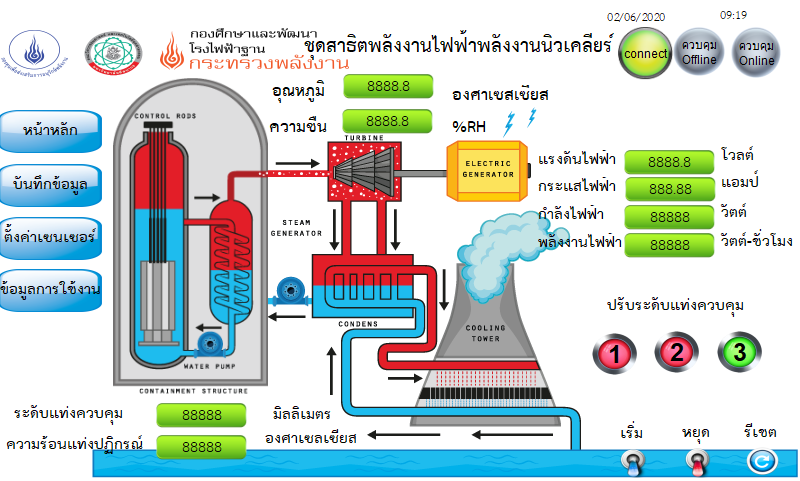 02/06/2020
09:19
กองศึกษาและพัฒนา
โรงไฟฟ้าฐาน
กระทรวงพลังงาน
ชุดสาธิตพลังงานไฟฟ้าพลังงานนิวเคลียร์
connect
ควบคุม
Offline
ควบคุม
Online
อุณหภูมิ 8888.8 องศาเซสเซียส
ความชืน 8888.8 %RH
หน้าหลัก
บันทึกข้อมูล
ตั้งค่าเซนเซอร์
ข้อมูลการใช้งาน
CONTROL RODS
TURBINE
ELECTRIC
GENERATOR
STEAM
GENERATOR
CONDENS
COOLING
TOWER
WATER PUMP
CONTAINMENT STRUCTURE
แรงดันไฟฟ้า 8888.8 โวลต์
กระแสไฟฟ้า 888.88 แอมป์
กำลังไฟฟ้า 88888 วัตต์
พลังงานไฟฟ้า 88888 วัตต์-ชั่วโมง
ปรับระดับแท่งควบคุม
1 2 3
ระดับแท่งควบคุม 88888 มิลลิเมตร
ความร้อนแท่งปฏิกรณ์ 88888 องศาเซลเซียส
เริ่ม หยุด รีเซต